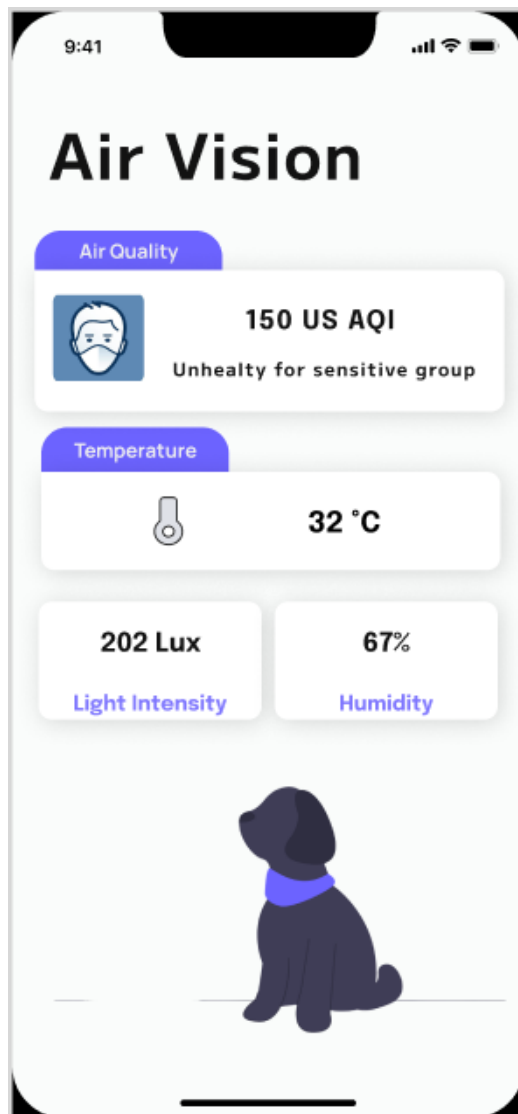 9:41
Air Vision
Air Quality
150 US AQI
Unhealty for sensitive group
Temperature
32 °C
202 Lux
67%
Light Intensity
Humidity